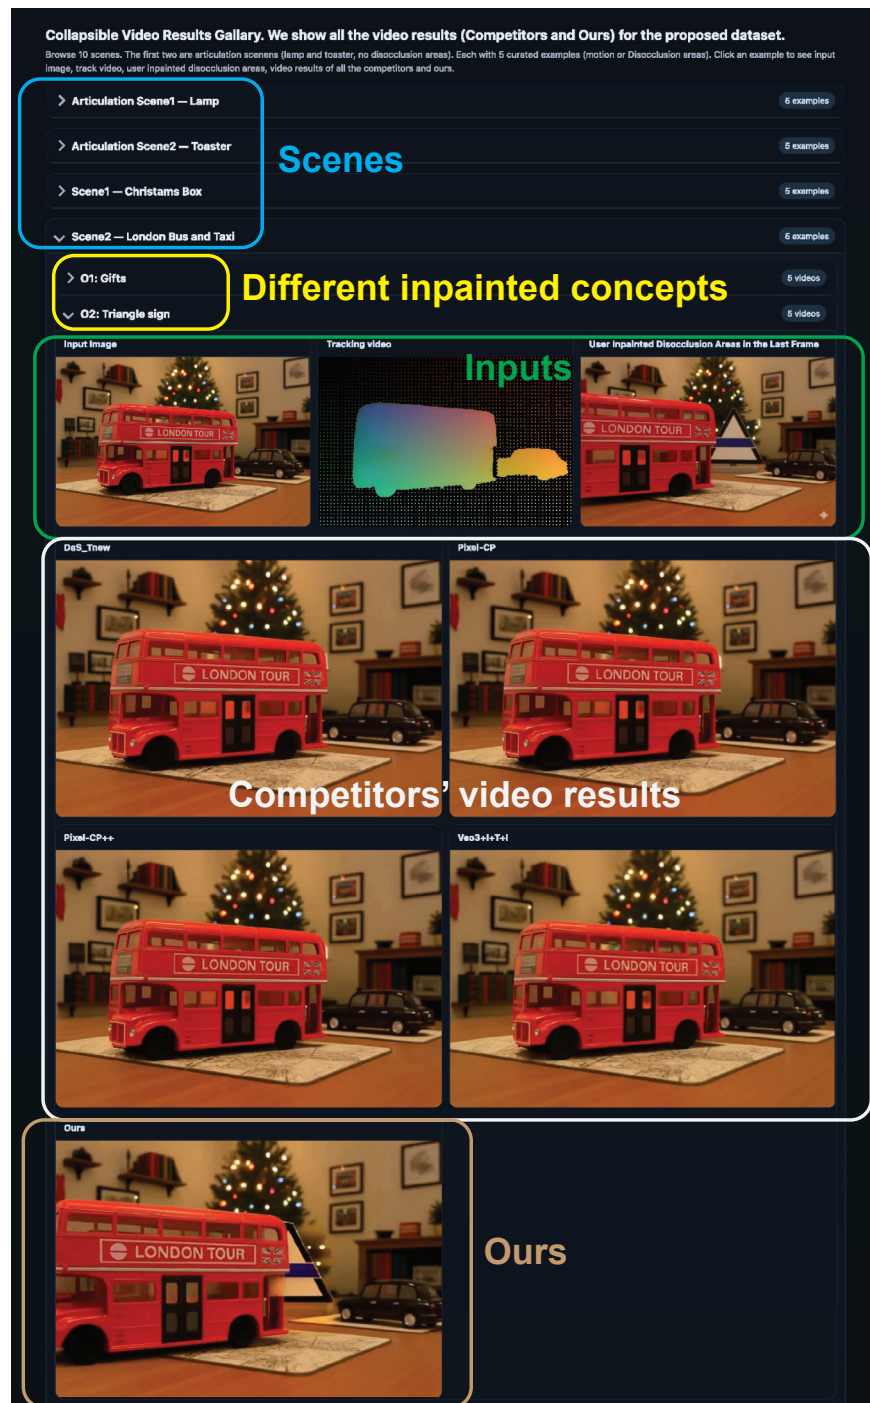 Collapsible Video Results Gallary. We show all the video results (Competitors and Ours) for the proposed dataset.
Browse 10 scenes. The first two are articulation scenens (lamp and toaster, no disocclusion areas). Each with 5 curated examples (motion or Disocclusion areas). Click an example to see input
image, track video, user inpainted disocclusion areas, video results of all the competitors and ours.
Articulation Scene1 — Lamp
5 examples
Articulation Scene2 — Toaster
5 examples
Scenes
Scene1 — Christams Box
5 examples
Scene2 — London Bus and Taxi
5 examples
O1: Gifts
5 videos
Different inpainted concepts
O2: Triangle sign
5 videos
Input Image
Tracking video
User Inpainted Disocclusion Areas in the Last Frame
Inputs
LONDON TOUR
LONDON TOUR
DaS_Tnew
Pixel-CP
LONDON TOUR
LONDON TOUR
Competitors' video results
Pixel-CP++
Veo3+I+T+I
LONDON TOUR
LONDON TOUR
Ours
LONDON TOUR
Ours